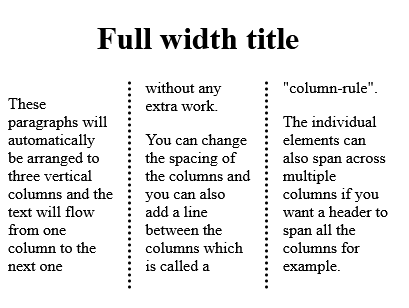 Full width title
These
paragraphs will
automatically
be arranged to
three vertical
columns and the
text will flow
from one
column to the
next one
without any
extra work.
You can change
the spacing of
the columns and
you can also
add a line
between the
columns which
is called a
"column-rule".
The individual
elements can
also span across
multiple
columns if you
want a header to
span all the
columns for
example.